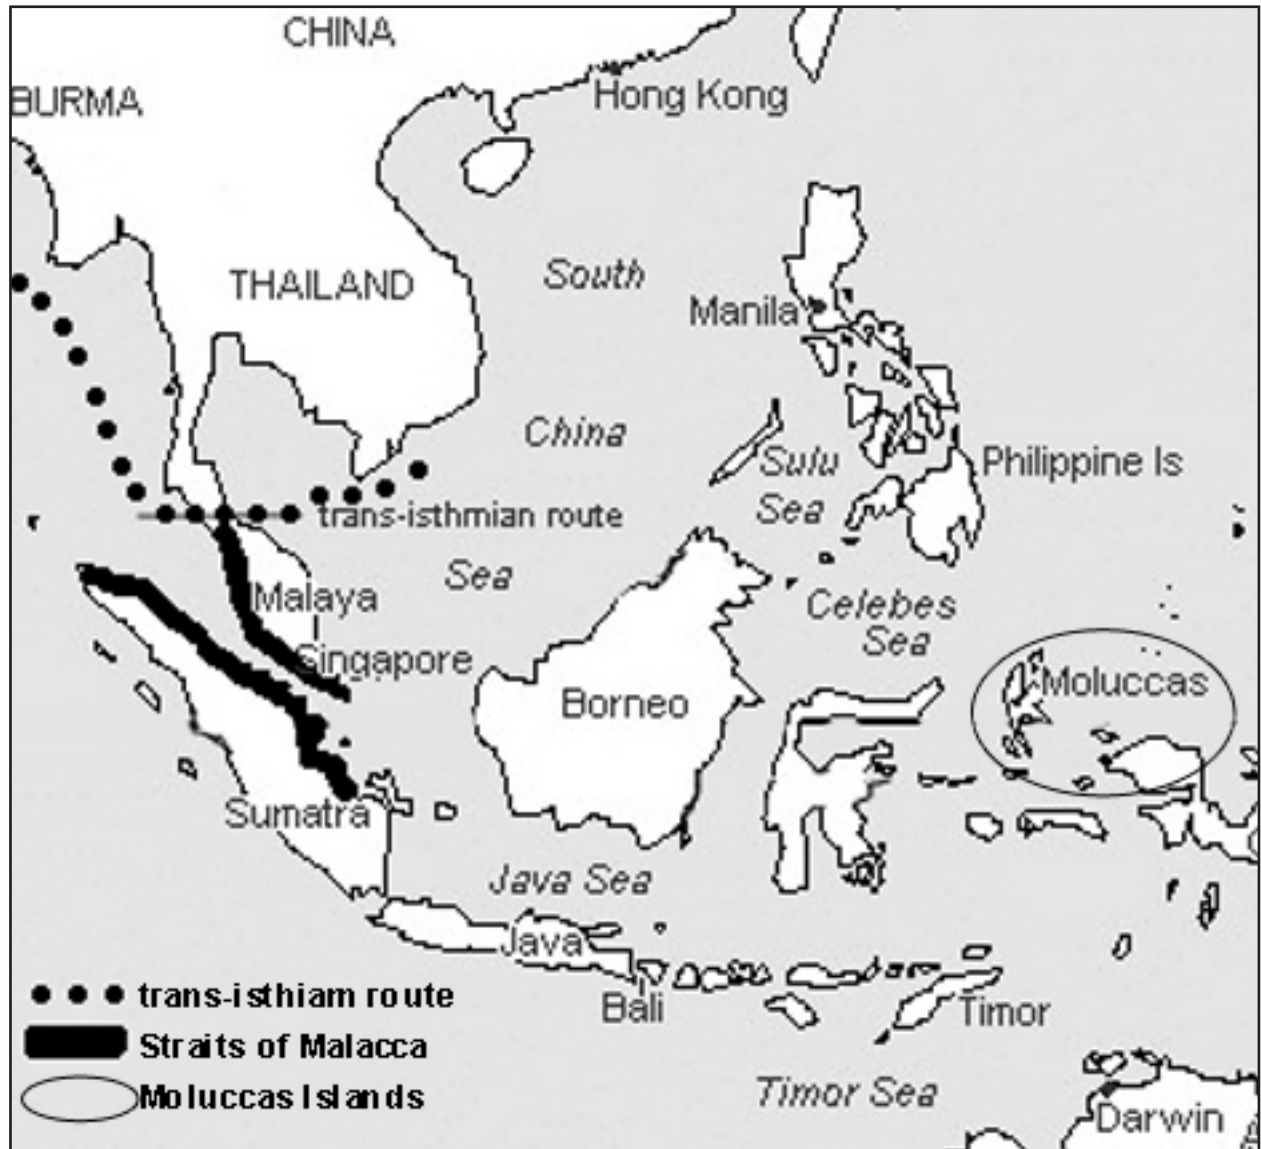 CHINA
Hong Kong
BURMA
South
THAILAND
Manila
China
Sulu
Philippine Is
Sea
trans-isthmian route
Sea
Malaya
Celebes
Sea
Singapore
Moluccas
Borneo
Sumatra
Java Sea
Java
trans-isthiam route
Bali
Timor
Straits of Malacca
Timor Sea
Moluccas Islands
Darwin